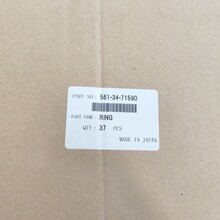 PART NO : 561-34-71590
PART NAME : RING
QTY : 37 PCS
MADE IN JAPAN